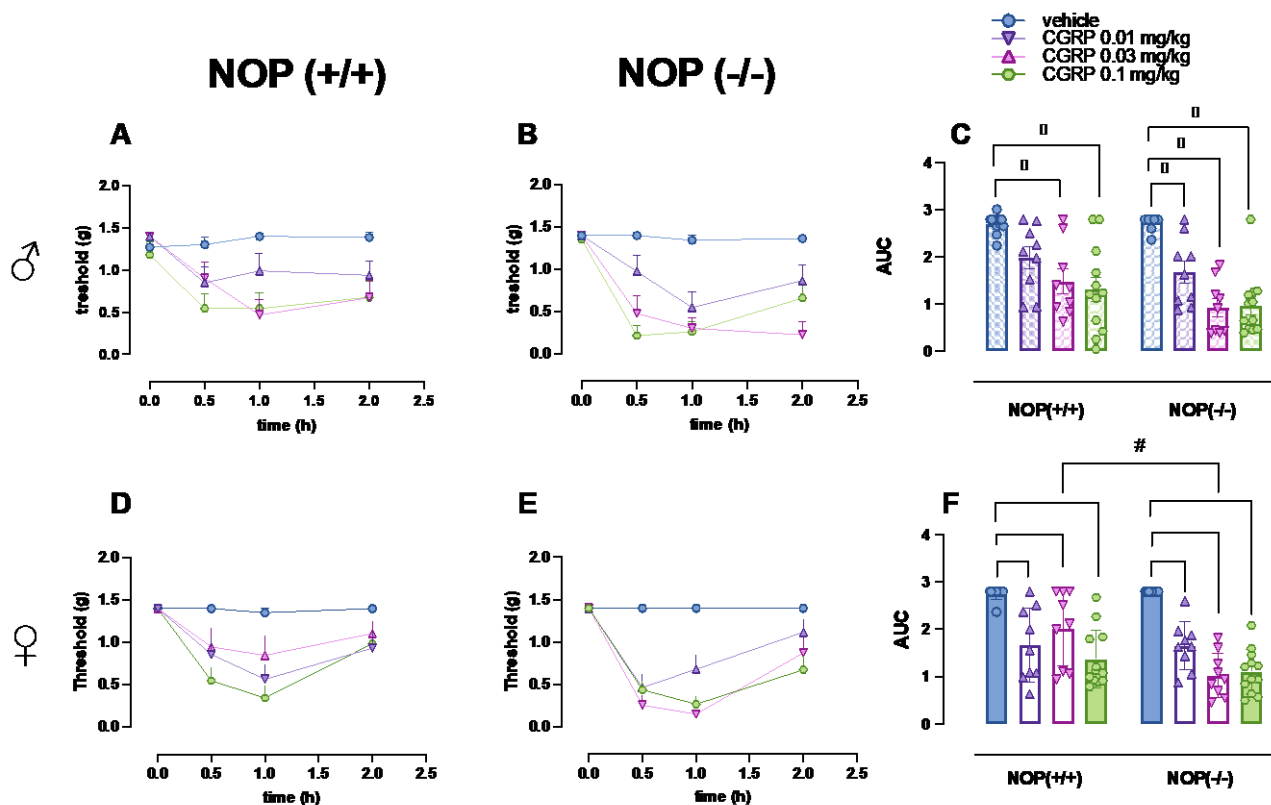 vehicle
CGRP 0.01 mg/kg
CGRP 0.03 mg/kg
CGRP 0.1 mg/kg
NOP (+/+)
NOP (-/-)
♂
A
treshold (g)
2.0
1.5
1.0
0.5
0.0
0.0 0.5 1.0 1.5 2.0 2.5
time (h)
B
treshold (g)
2.0
1.5
1.0
0.5
0.0
0.0 0.5 1.0 1.5 2.0 2.5
time (h)
C
AUC
4
3
2
1
0
NOP(+/+) NOP(-/-)
♀
D
Threshold (g)
2.0
1.5
1.0
0.5
0.0
0.0 0.5 1.0 1.5 2.0 2.5
time (h)
E
Threshold (g)
2.0
1.5
1.0
0.5
0.0
0.0 0.5 1.0 1.5 2.0 2.5
time (h)
F
#
AUC
4
3
2
1
0
NOP(+/+) NOP(-/-)